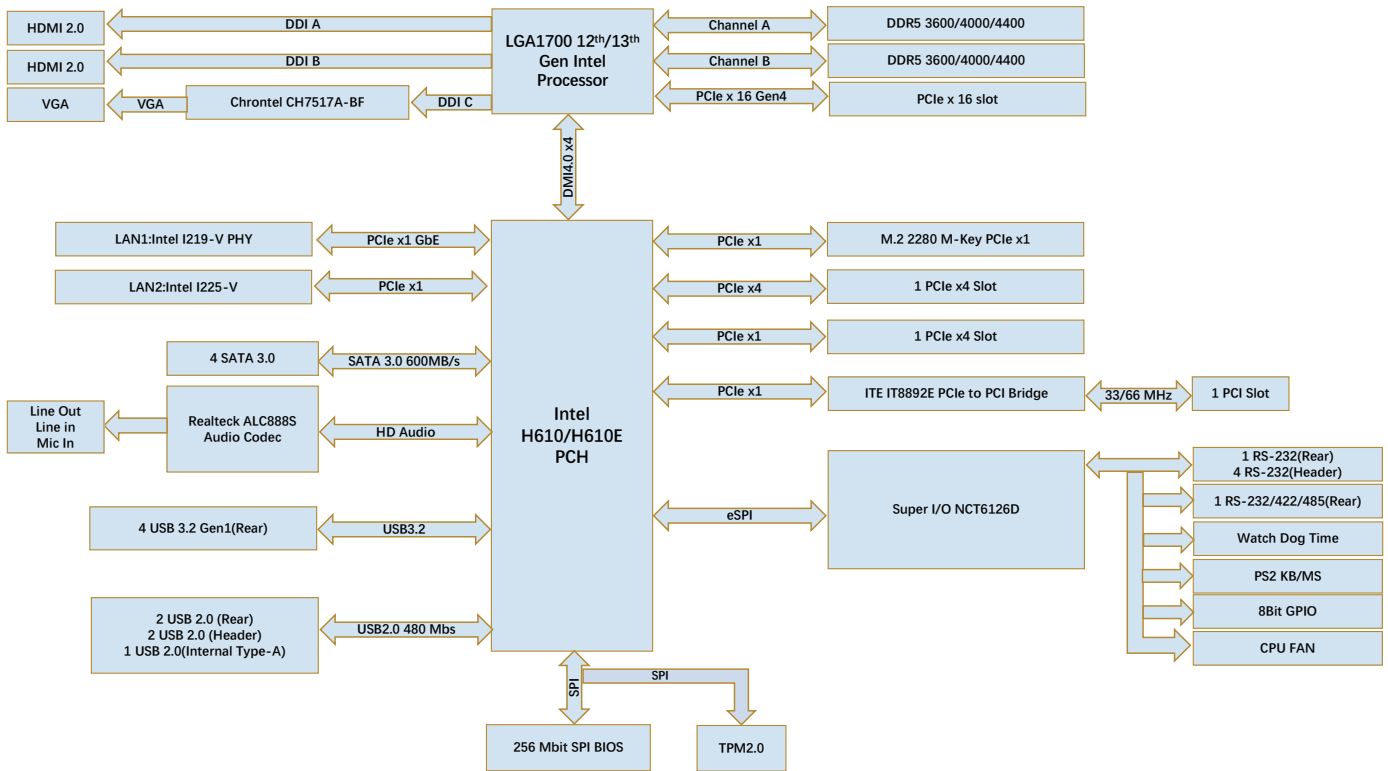 HDMI 2.0
DDI A
LGA1700 12th/13th
Gen Intel
Processor
Channel A
DDR5 3600/4000/4400
HDMI 2.0
DDI B
Channel B
DDR5 3600/4000/4400
VGA
VGA
Chrontel CH7517A-BF
DDI C
PCIe x 16 Gen4
PCIe x 16 slot
DMI4.0 x4
LAN1:Intel I219-V PHY
PCIe x1 GbE
PCIe x1
M.2 2280 M-Key PCIe x1
LAN2:Intel I225-V
PCIe x1
PCIe x4
1 PCIe x4 Slot
PCIe x1
1 PCIe x4 Slot
4 SATA 3.0
SATA 3.0 600MB/s
PCIe x1
ITE IT8892E PCIe to PCI Bridge
33/66 MHz
1 PCI Slot
Line Out
Line in
Mic In
Realteck ALC888S
Audio Codec
HD Audio
Intel
H610/H610E
PCH
4 USB 3.2 Gen1(Rear)
USB3.2
eSPI
Super I/O NCT6126D
1 RS-232(Rear)
4 RS-232(Header)
1 RS-232/422/485(Rear)
Watch Dog Time
PS2 KB/MS
8Bit GPIO
CPU FAN
2 USB 2.0 (Rear)
2 USB 2.0 (Header)
1 USB 2.0(Internal Type-A)
USB2.0 480 Mbs
SPI
SPI
256 Mbit SPI BIOS
TPM2.0